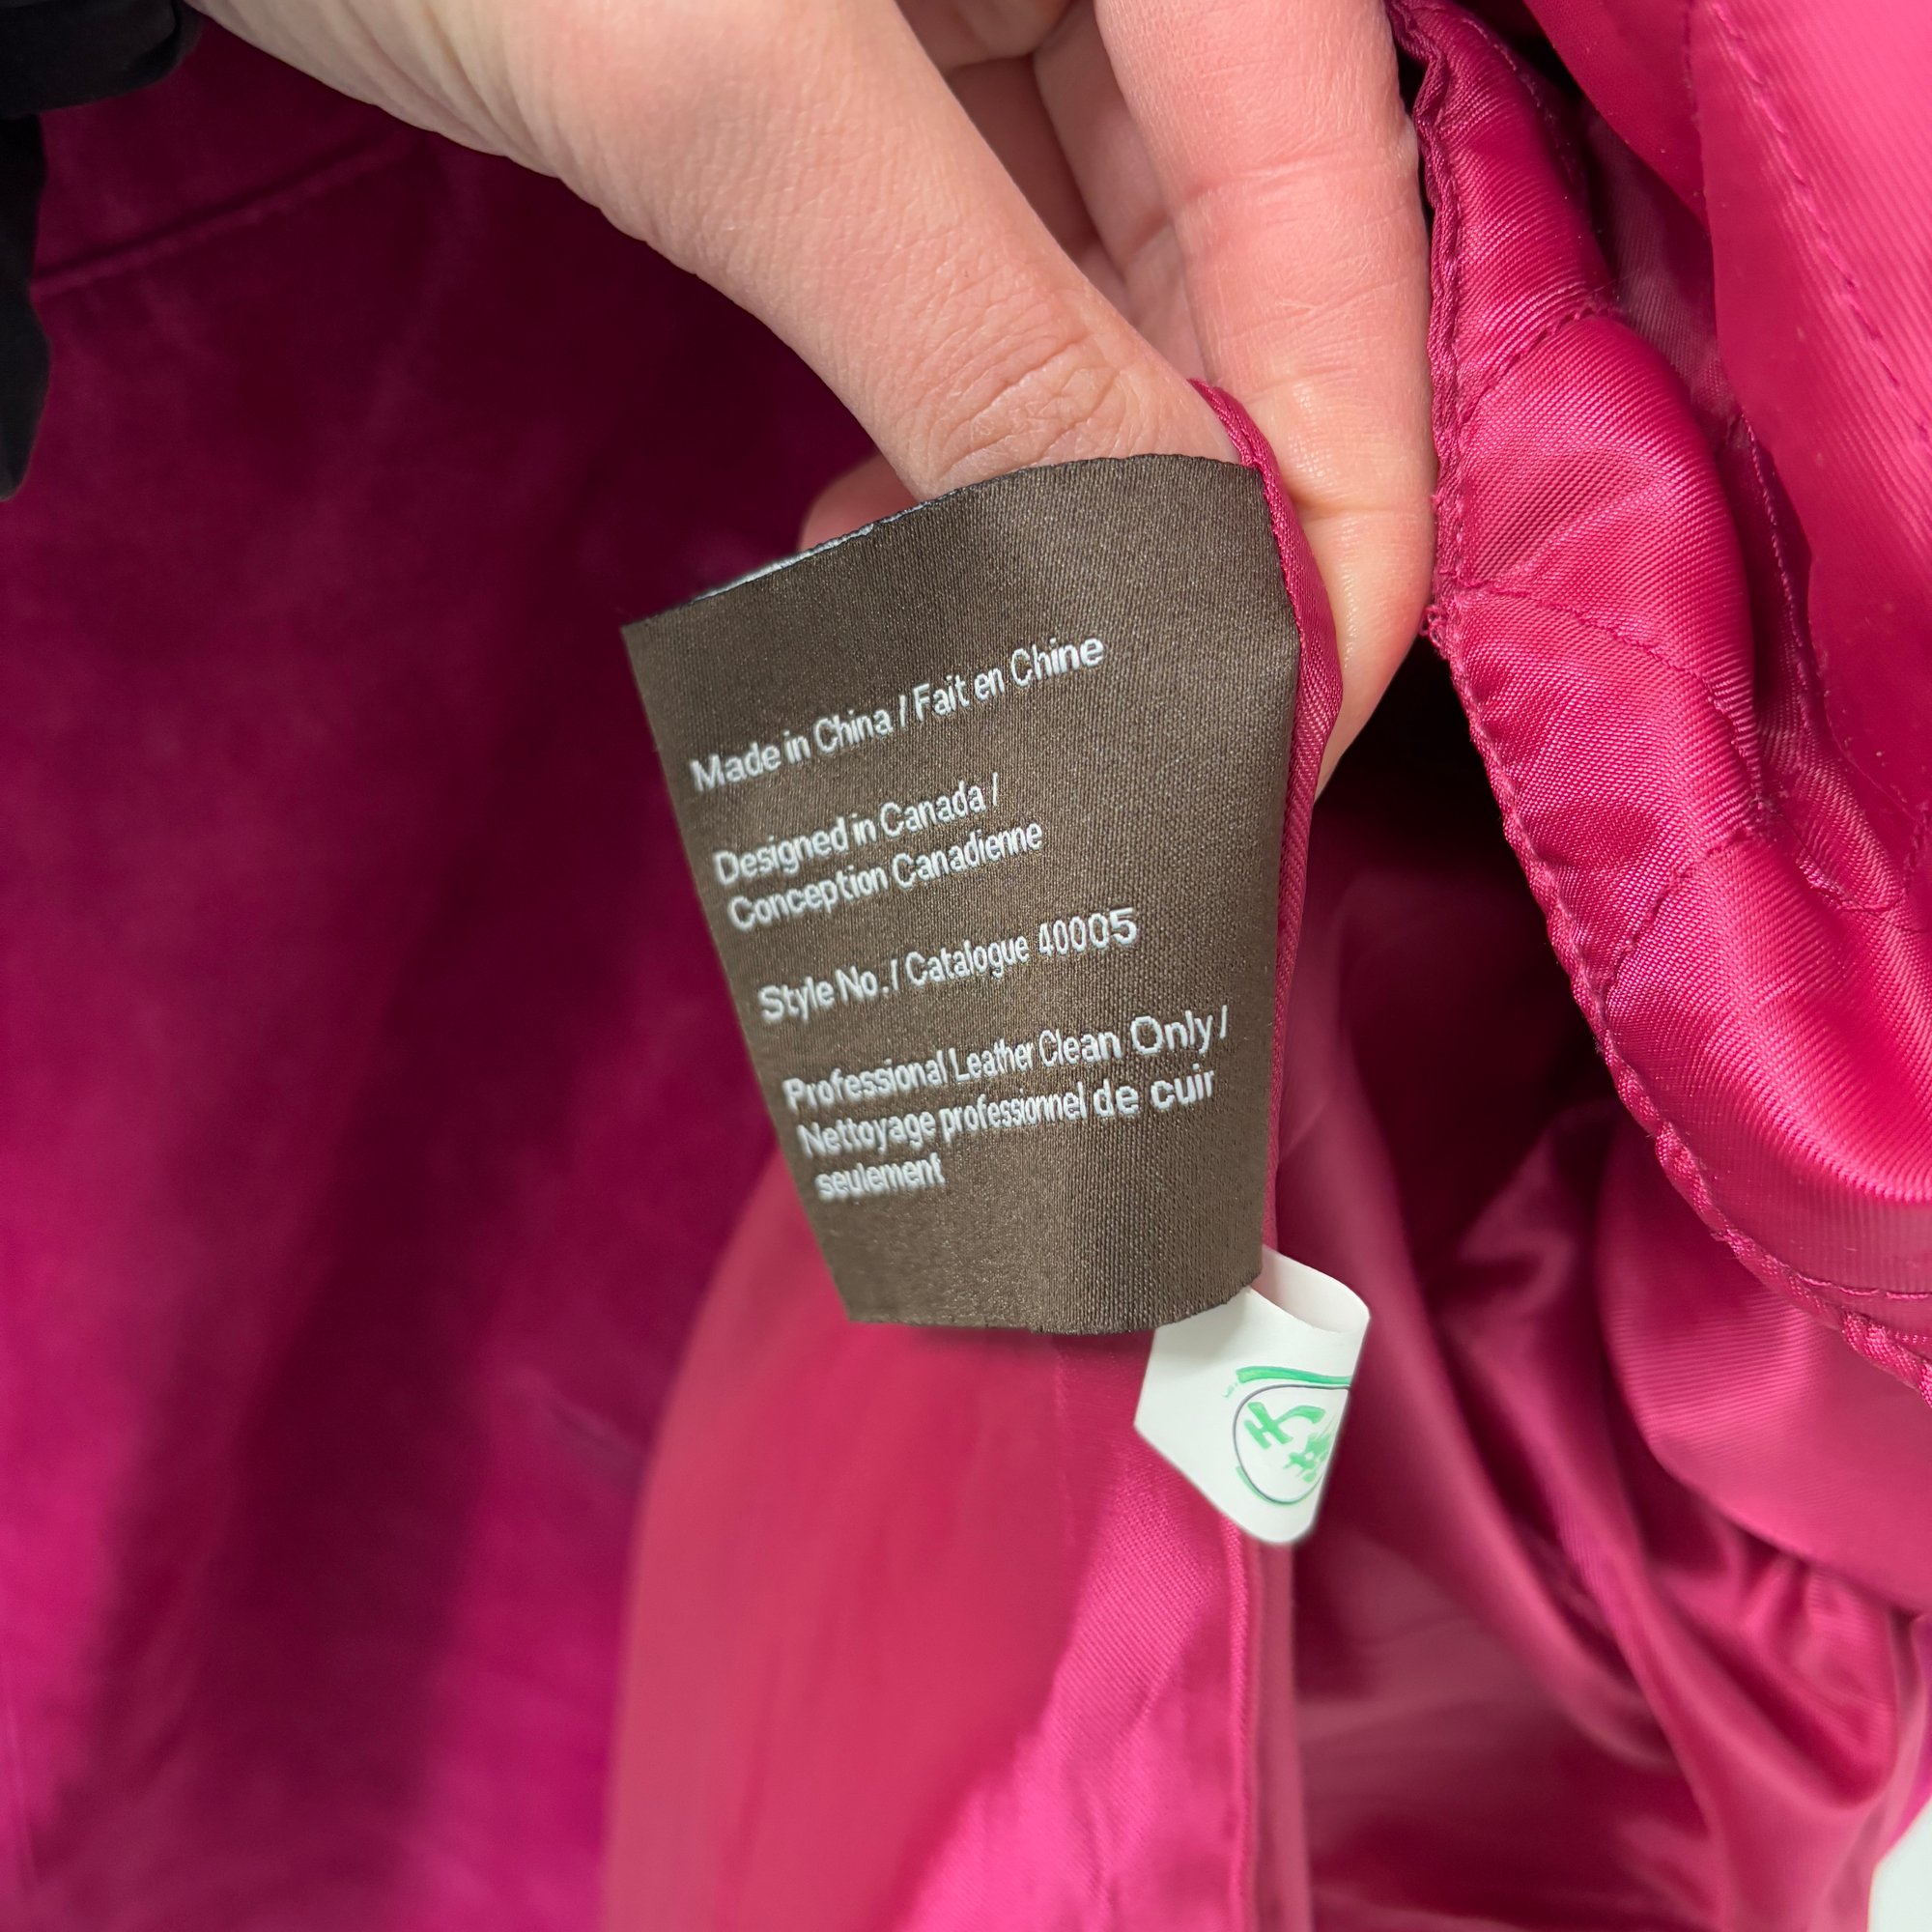 Made in China / Fait en Chine
Designed in Canada /
Conception Canadienne
Style No. / Catalogue 40005
Professional Leather Clean Only /
Nettoyage professionnel de cuir
seulement